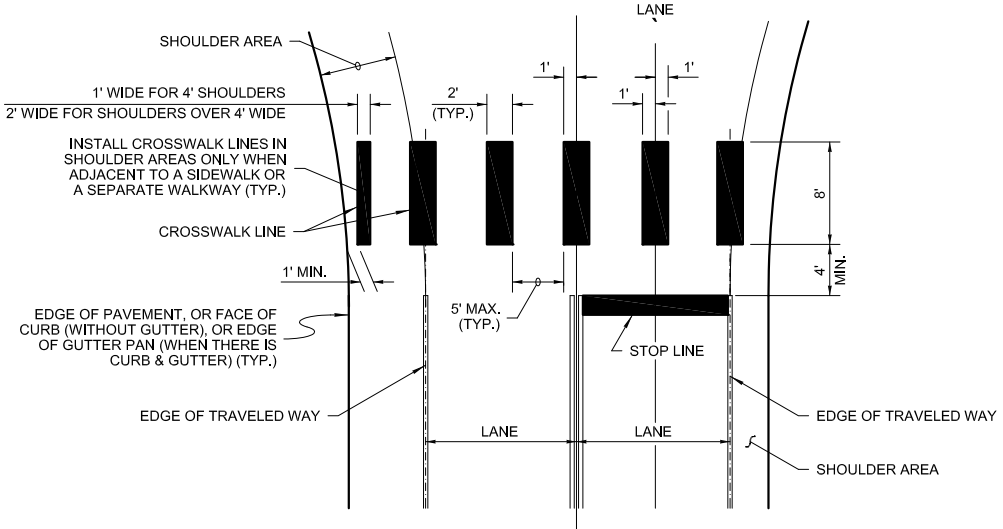 LANE
SHOULDER AREA
1' WIDE FOR 4' SHOULDERS
2' WIDE FOR SHOULDERS OVER 4' WIDE
2'
(TYP.)
1'
1'
1'
INSTALL CROSSWALK LINES IN
SHOULDER AREAS ONLY WHEN
ADJACENT TO A SIDEWALK OR
A SEPARATE WALKWAY (TYP.)
8'
CROSSWALK LINE
1' MIN.
4'
MIN.
5' MAX.
(TYP.)
EDGE OF PAVEMENT, OR FACE OF
CURB (WITHOUT GUTTER), OR EDGE
OF GUTTER PAN (WHEN THERE IS
CURB & GUTTER) (TYP.)
STOP LINE
EDGE OF TRAVELED WAY
EDGE OF TRAVELED WAY
LANE
LANE
SHOULDER AREA